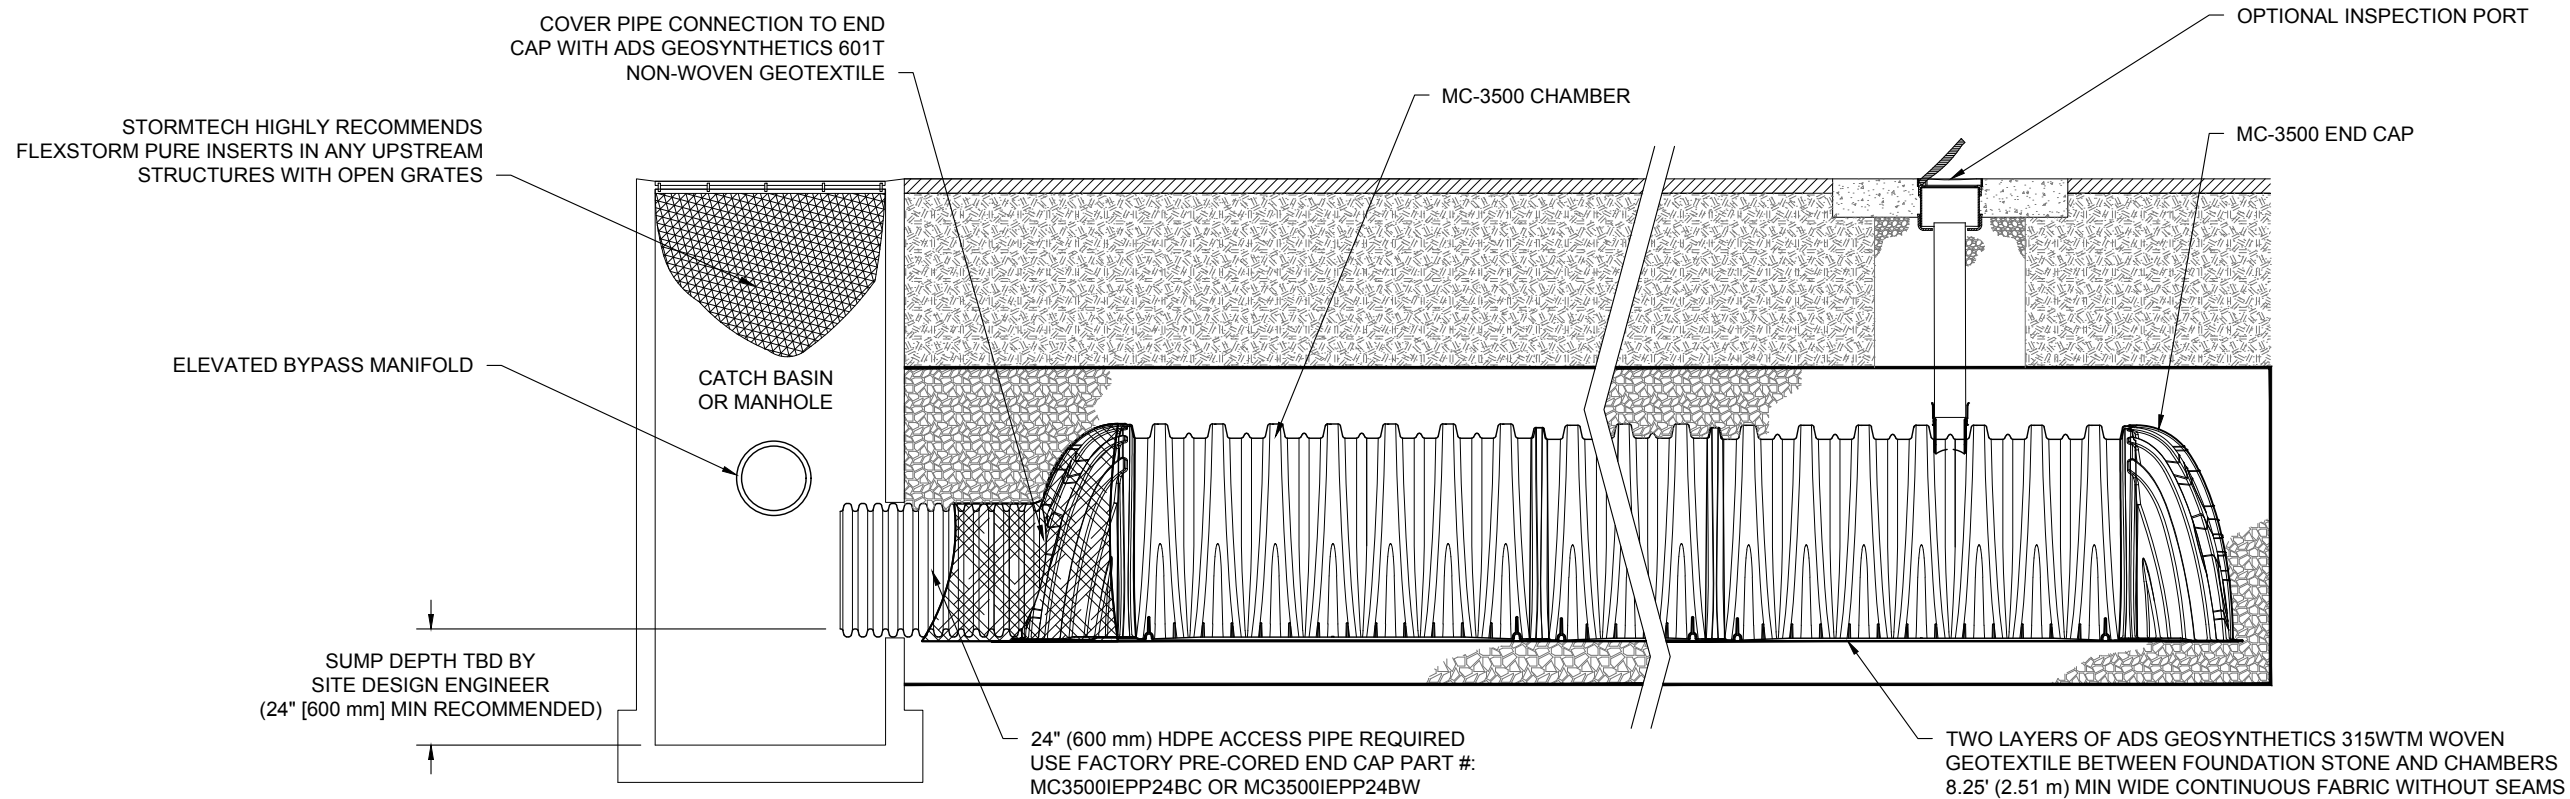 COVER PIPE CONNECTION TO END
CAP WITH ADS GEOSYNTHETICS 601T
NON-WOVEN GEOTEXTILE
OPTIONAL INSPECTION PORT
MC-3500 CHAMBER
STORMTECH HIGHLY RECOMMENDS
FLEXSTORM PURE INSERTS IN ANY UPSTREAM
STRUCTURES WITH OPEN GRATES
MC-3500 END CAP
ELEVATED BYPASS MANIFOLD
CATCH BASIN
OR MANHOLE
SUMP DEPTH TBD BY
SITE DESIGN ENGINEER
(24" [600 mm] MIN RECOMMENDED)
24" (600 mm) HDPE ACCESS PIPE REQUIRED
USE FACTORY PRE-CORED END CAP PART #:
MC3500IEPP24BC OR MC3500IEPP24BW
TWO LAYERS OF ADS GEOSYNTHETICS 315WTM WOVEN
GEOTEXTILE BETWEEN FOUNDATION STONE AND CHAMBERS
8.25' (2.51 m) MIN WIDE CONTINUOUS FABRIC WITHOUT SEAMS